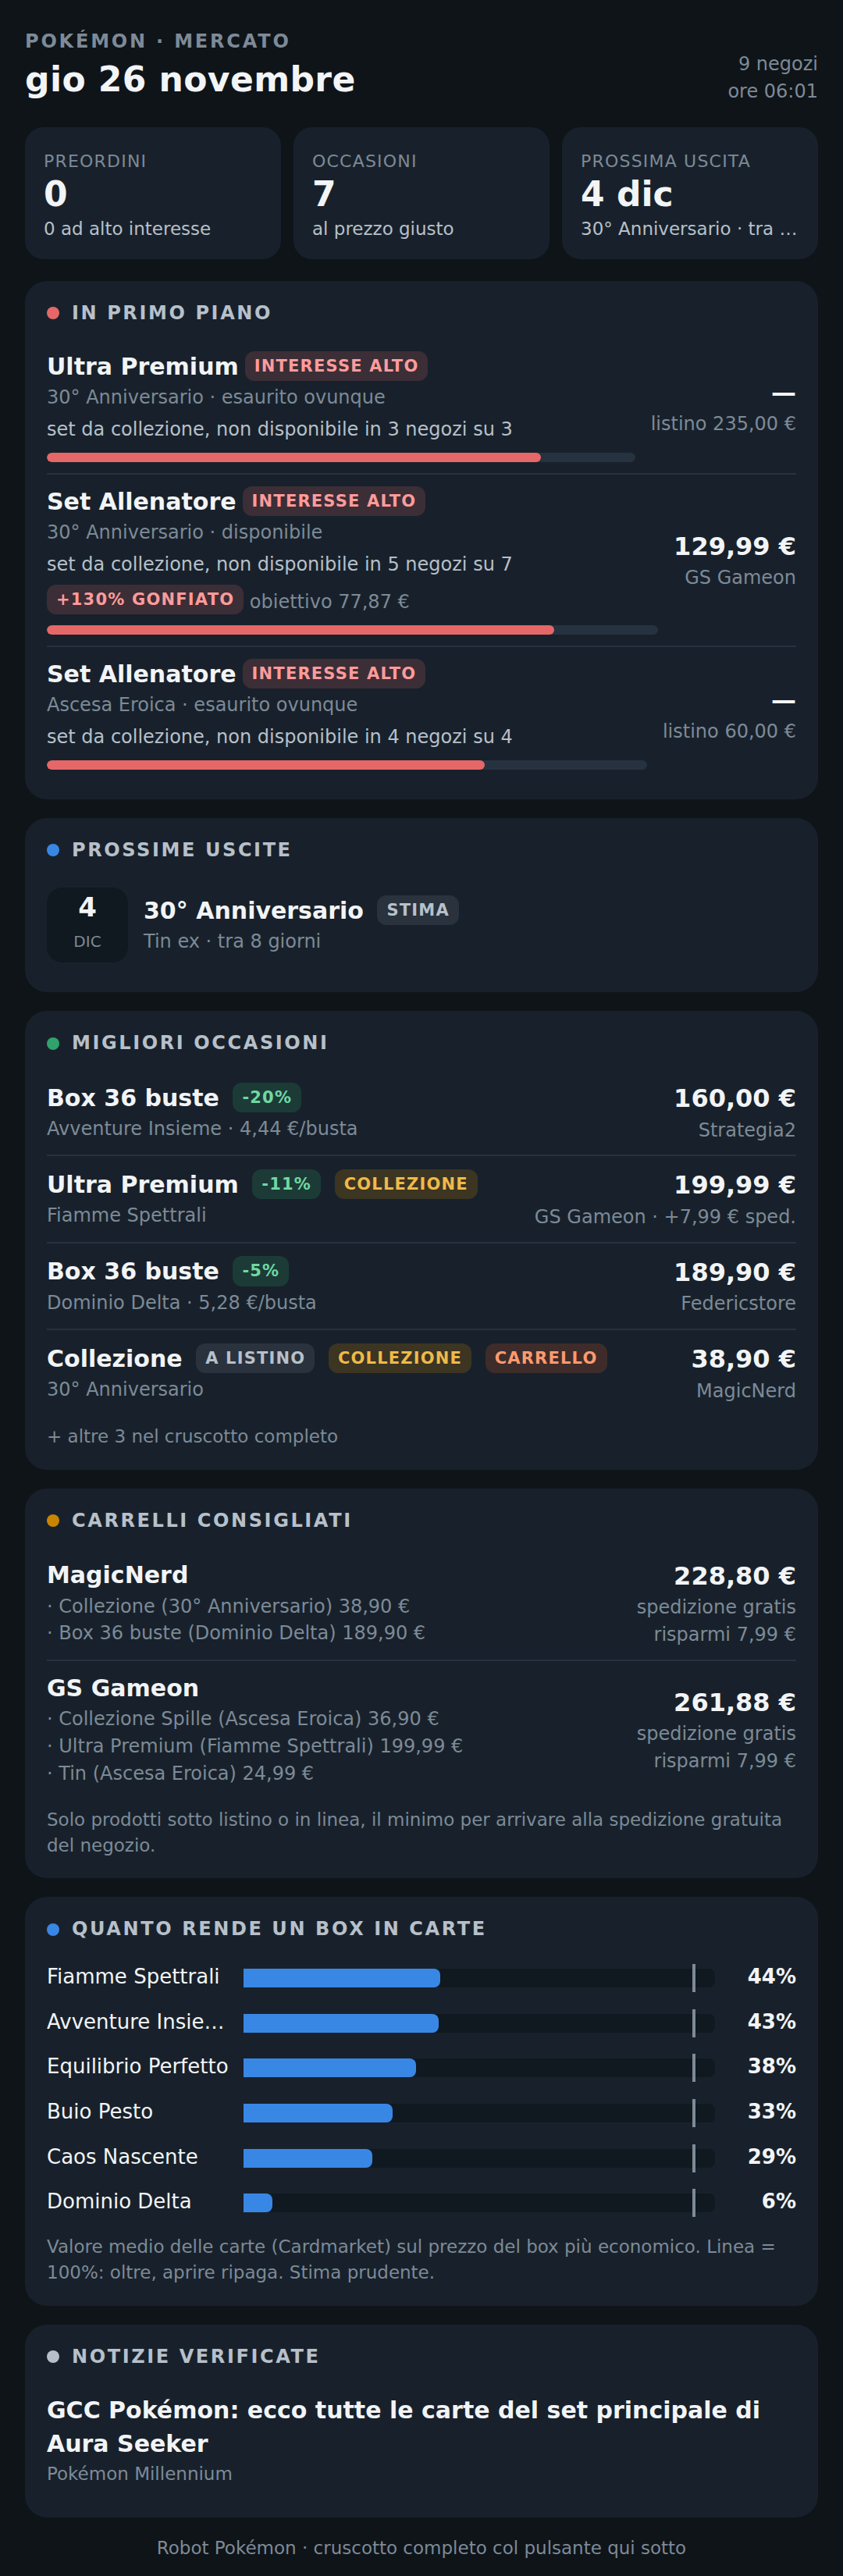 POKÉMON · MERCATO
gio 26 novembre
9 negozi
ore 06:01
PREORDINI
0
0 ad alto interesse
OCCASIONI
7
al prezzo giusto
PROSSIMA USCITA
4 dic
30° Anniversario · tra ...
IN PRIMO PIANO
Ultra Premium INTERESSE ALTO
30° Anniversario · esaurito ovunque
set da collezione, non disponibile in 3 negozi su 3
—
listino 235,00 €
Set Allenatore INTERESSE ALTO
30° Anniversario · disponibile
set da collezione, non disponibile in 5 negozi su 7
+130% GONFIATO obiettivo 77,87 €
129,99 €
GS Gameon
Set Allenatore INTERESSE ALTO
Ascesa Eroica · esaurito ovunque
set da collezione, non disponibile in 4 negozi su 4
—
listino 60,00 €
PROSSIME USCITE
4
DIC
30° Anniversario STIMA
Tin ex · tra 8 giorni
MIGLIORI OCCASIONI
Box 36 buste -20%
Avventure Insieme · 4,44 €/busta
160,00 €
Strategia2
Ultra Premium -11% COLLEZIONE
Fiamme Spettrali
199,99 €
GS Gameon · +7,99 € sped.
Box 36 buste -5%
Dominio Delta · 5,28 €/busta
189,90 €
Federicstore
Collezione A LISTINO COLLEZIONE CARRELLO
30° Anniversario
38,90 €
MagicNerd
+ altre 3 nel cruscotto completo
CARRELLI CONSIGLIATI
MagicNerd
· Collezione (30° Anniversario) 38,90 €
· Box 36 buste (Dominio Delta) 189,90 €
228,80 €
spedizione gratis
risparmi 7,99 €
GS Gameon
· Collezione Spille (Ascesa Eroica) 36,90 €
· Ultra Premium (Fiamme Spettrali) 199,99 €
· Tin (Ascesa Eroica) 24,99 €
261,88 €
spedizione gratis
risparmi 7,99 €
Solo prodotti sotto listino o in linea, il minimo per arrivare alla spedizione gratuita
del negozio.
QUANTO RENDE UN BOX IN CARTE
Fiamme Spettrali 44%
Avventure Insie... 43%
Equilibrio Perfetto 38%
Buio Pesto 33%
Caos Nascente 29%
Dominio Delta 6%
Valore medio delle carte (Cardmarket) sul prezzo del box più economico. Linea =
100%: oltre, aprire ripaga. Stima prudente.
NOTIZIE VERIFICATE
GCC Pokémon: ecco tutte le carte del set principale di
Aura Seeker
Pokémon Millennium
Robot Pokémon · cruscotto completo col pulsante qui sotto